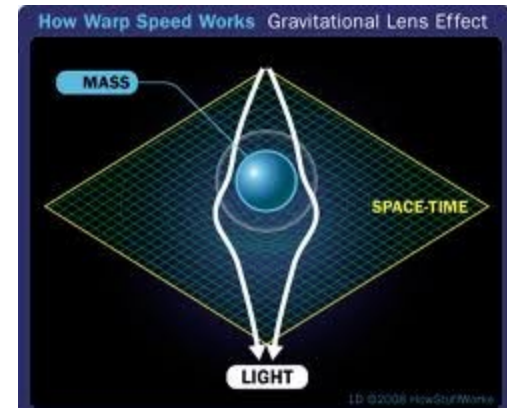 How Warp Speed Works Gravitational Lens Effect
MASS
SPACE-TIME
LIGHT
©2008 HowStuffWorks